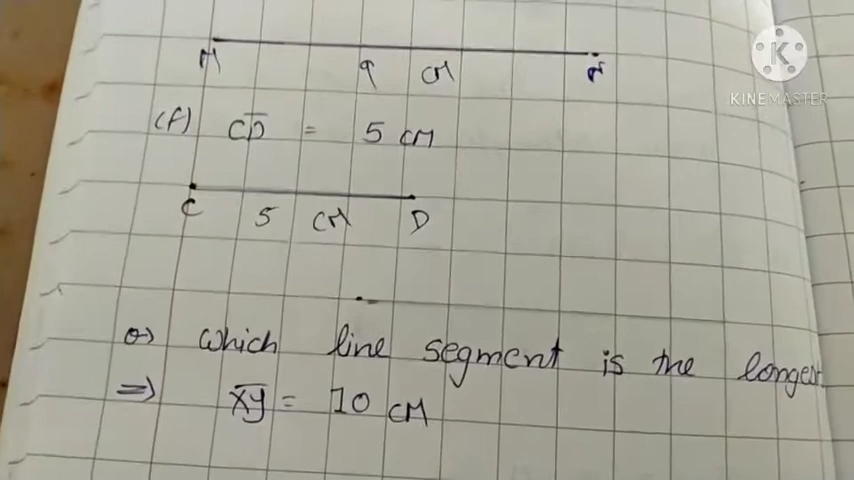 M 9 CM N
KINEMASTER
(f) CD = 5 CM
C 5 CM D
Q) which line segment is the longest
⇒ XY = 10 CM